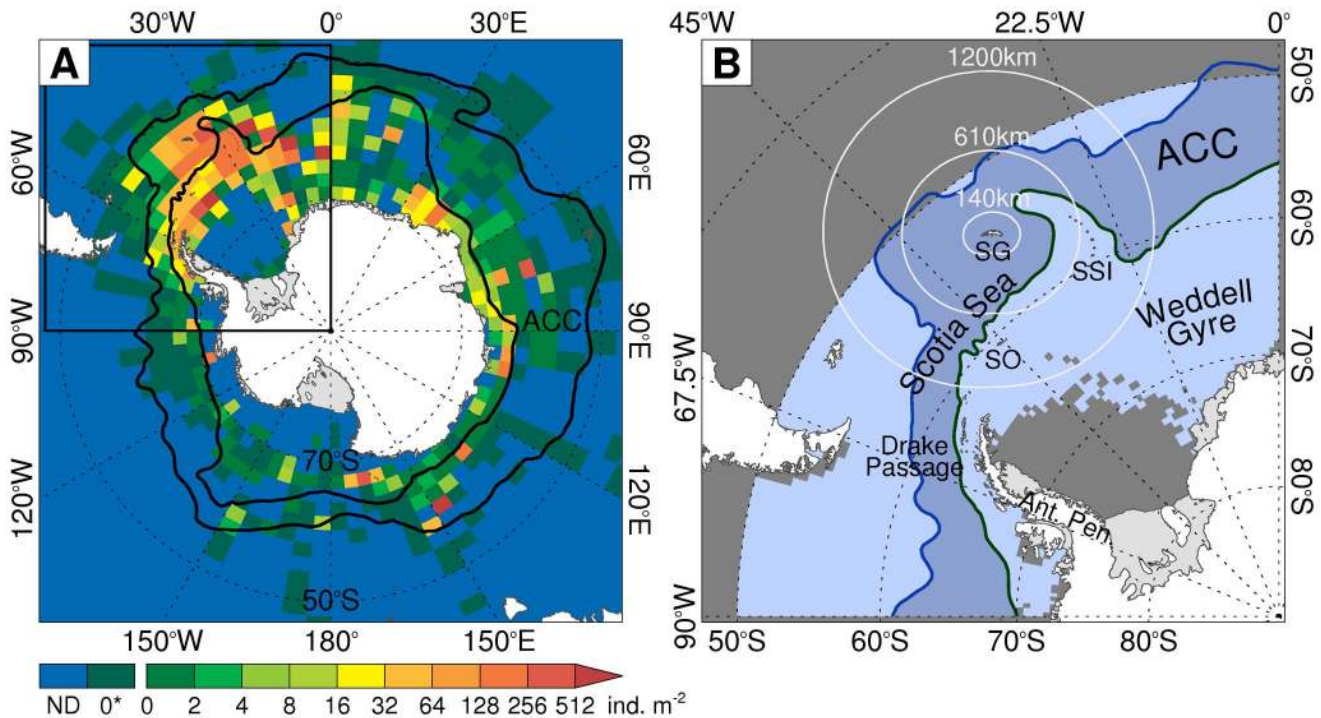 30°W 0° 30°E
A
60°W
60°E
90°W
ACC
90°E
120°W
120°E
70°S
50°S
150°W 180° 150°E
ND 0* 0 2 4 8 16 32 64 128 256 512 ind. m⁻²
45°W 22.5°W 0°
B
1200km
50°S
610km
ACC
140km
60°S
SG
SSI
Scotia Sea
Weddell
Gyre
SO
67.5°W
70°S
Drake
Passage
Ant. Pen.
80°S
90°W
50°S 60°S 70°S 80°S